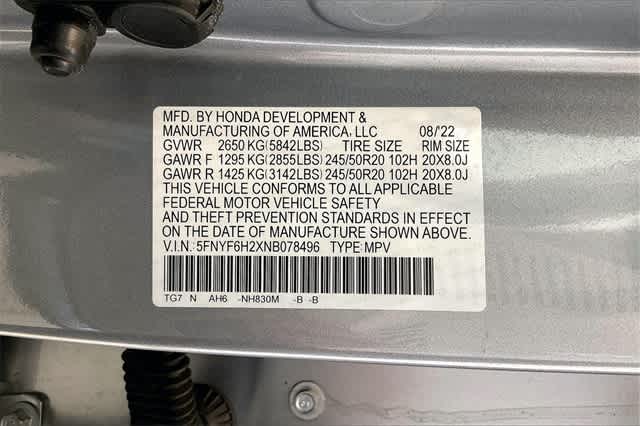 MFD. BY HONDA DEVELOPMENT &
MANUFACTURING OF AMERICA, LLC 08/'22
GVWR 2650 KG(5842LBS) TIRE SIZE RIM SIZE
GAWR F 1295 KG(2855LBS) 245/50R20 102H 20X8.0J
GAWR R 1425 KG(3142LBS) 245/50R20 102H 20X8.0J
THIS VEHICLE CONFORMS TO ALL APPLICABLE
FEDERAL MOTOR VEHICLE SAFETY
AND THEFT PREVENTION STANDARDS IN EFFECT
ON THE DATE OF MANUFACTURE SHOWN ABOVE.
V.I.N.: 5FNYF6H2XNB078496 TYPE: MPV
TG7 N AH6 -NH830M -B -B